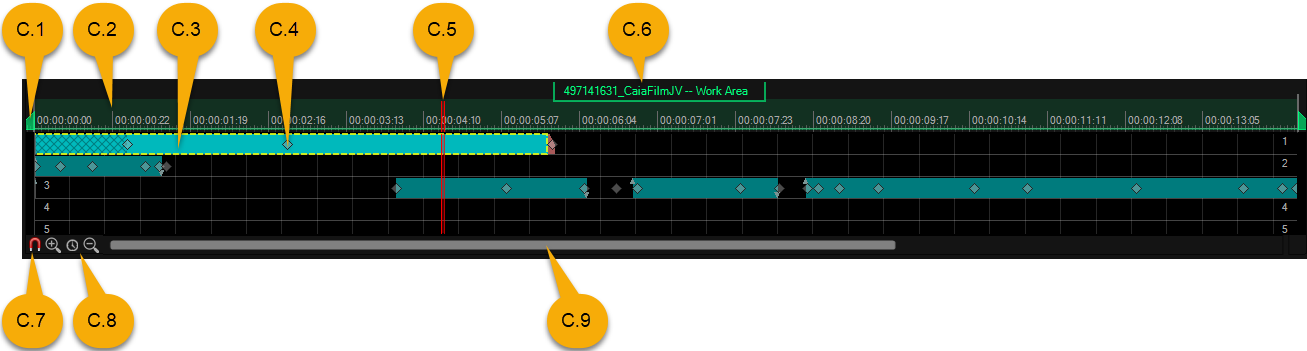 C.1 C.2 C.3 C.4 C.5 C.6
497141631_CaiaFilmJV -- Work Area
00:00:00:00 00:00:00:22 00:00:01:19 00:00:02:16 00:00:03:13 00:00:04:10 00:00:05:07 00:00:06:04 00:00:07:01 00:00:08:20 00:00:09:17 00:00:10:14 00:00:11:11 00:00:12:08 00:00:13:05
1
2
3
4 4
5 5
C.7 C.8 C.9